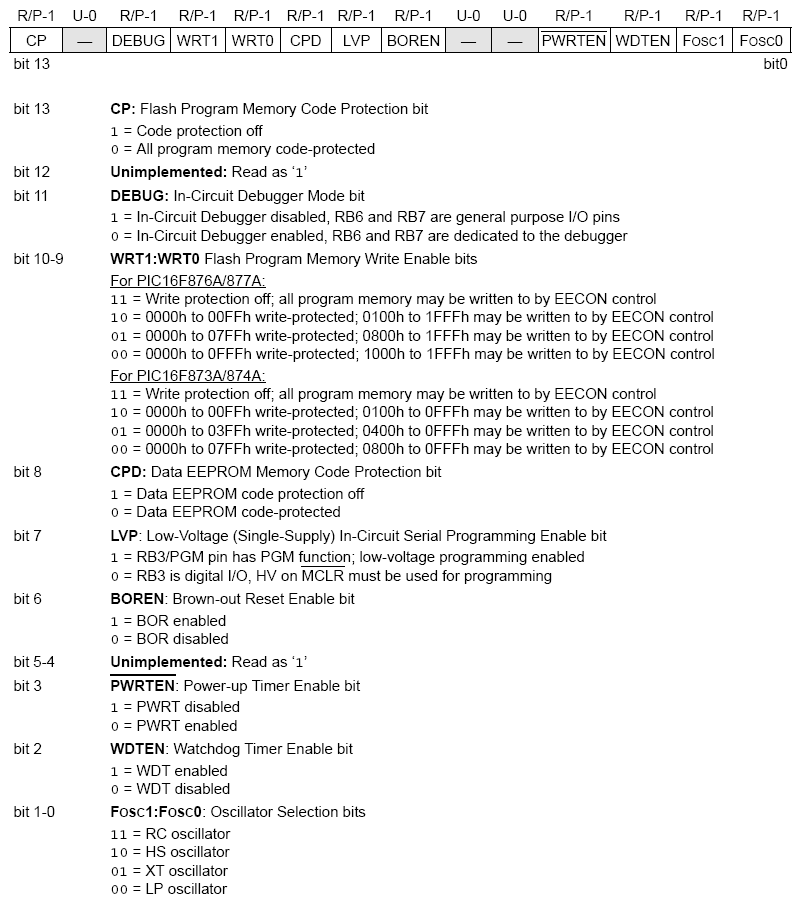 R/P-1 U-0 R/P-1 R/P-1 R/P-1 R/P-1 R/P-1 R/P-1 U-0 U-0 R/P-1 R/P-1 R/P-1 R/P-1
CP — DEBUG WRT1 WRT0 CPD LVP BOREN — — PWRTEN WDTEN FOSC1 FOSC0
bit 13 bit0
bit 13 CP: Flash Program Memory Code Protection bit
1 = Code protection off
0 = All program memory code-protected
bit 12 Unimplemented: Read as ‘1’
bit 11 DEBUG: In-Circuit Debugger Mode bit
1 = In-Circuit Debugger disabled, RB6 and RB7 are general purpose I/O pins
0 = In-Circuit Debugger enabled, RB6 and RB7 are dedicated to the debugger
bit 10-9 WRT1:WRT0 Flash Program Memory Write Enable bits
For PIC16F876A/877A:
11 = Write protection off; all program memory may be written to by EECON control
10 = 0000h to 00FFh write-protected; 0100h to 1FFFh may be written to by EECON control
01 = 0000h to 07FFh write-protected; 0800h to 1FFFh may be written to by EECON control
00 = 0000h to 0FFFh write-protected; 1000h to 1FFFh may be written to by EECON control
For PIC16F873A/874A:
11 = Write protection off; all program memory may be written to by EECON control
10 = 0000h to 00FFh write-protected; 0100h to 0FFFh may be written to by EECON control
01 = 0000h to 03FFh write-protected; 0400h to 0FFFh may be written to by EECON control
00 = 0000h to 07FFh write-protected; 0800h to 0FFFh may be written to by EECON control
bit 8 CPD: Data EEPROM Memory Code Protection bit
1 = Data EEPROM code protection off
0 = Data EEPROM code-protected
bit 7 LVP: Low-Voltage (Single-Supply) In-Circuit Serial Programming Enable bit
1 = RB3/PGM pin has PGM function; low-voltage programming enabled
0 = RB3 is digital I/O, HV on MCLR must be used for programming
bit 6 BOREN: Brown-out Reset Enable bit
1 = BOR enabled
0 = BOR disabled
bit 5-4 Unimplemented: Read as ‘1’
bit 3 PWRTEN: Power-up Timer Enable bit
1 = PWRT disabled
0 = PWRT enabled
bit 2 WDTEN: Watchdog Timer Enable bit
1 = WDT enabled
0 = WDT disabled
bit 1-0 FOSC1:FOSC0: Oscillator Selection bits
11 = RC oscillator
10 = HS oscillator
01 = XT oscillator
00 = LP oscillator